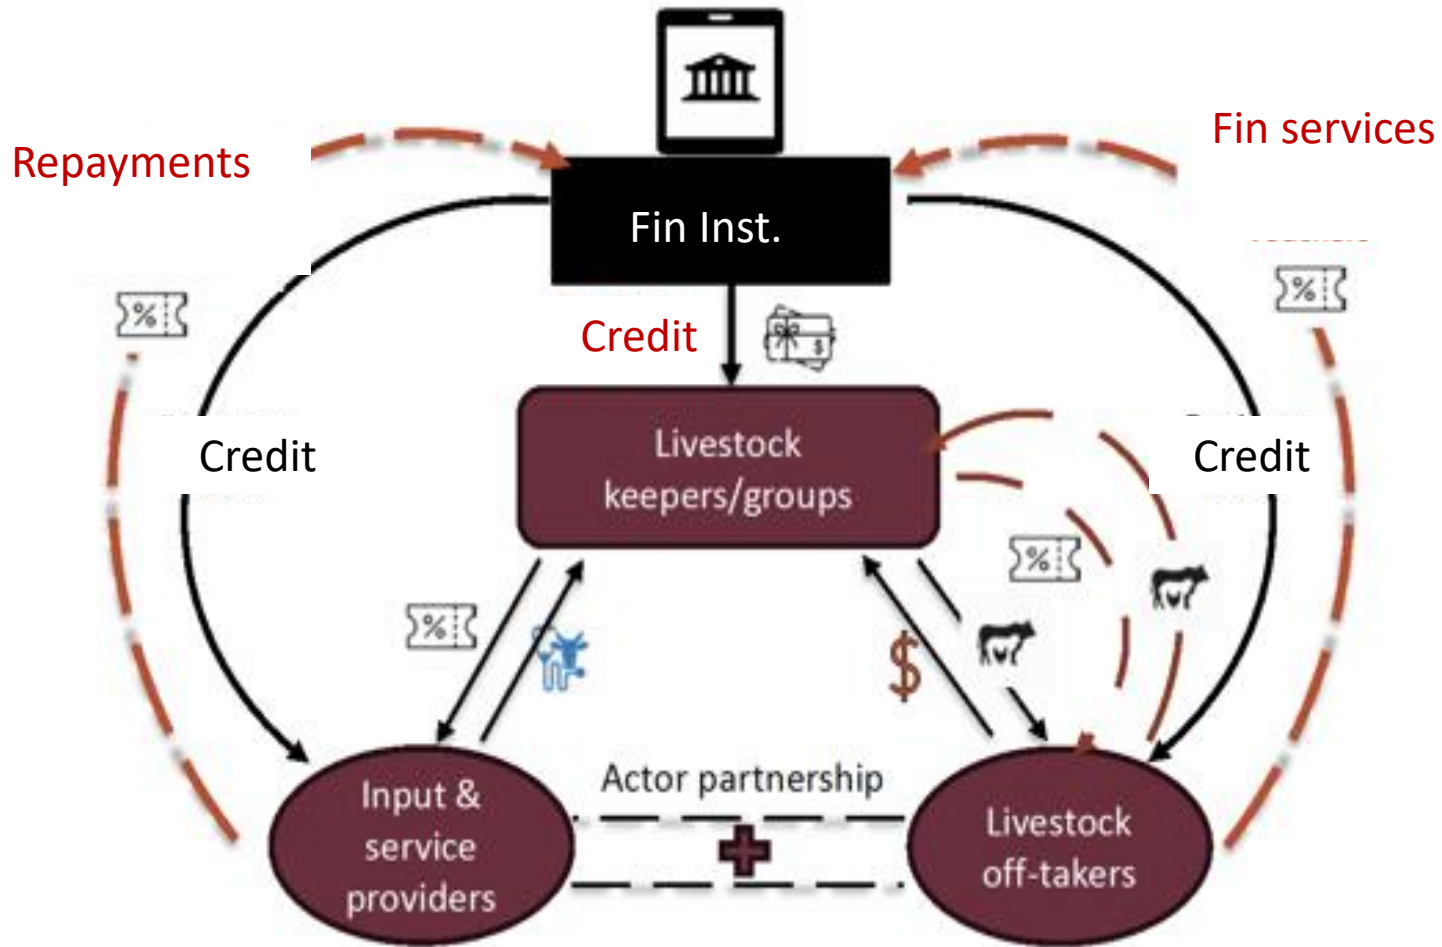 Fin services
Repayments
Fin Inst.
%
%
Credit
$
Livestock
keepers/groups
Credit
Credit
%
%
$
Actor partnership
Input &
service
providers
Livestock
off-takers